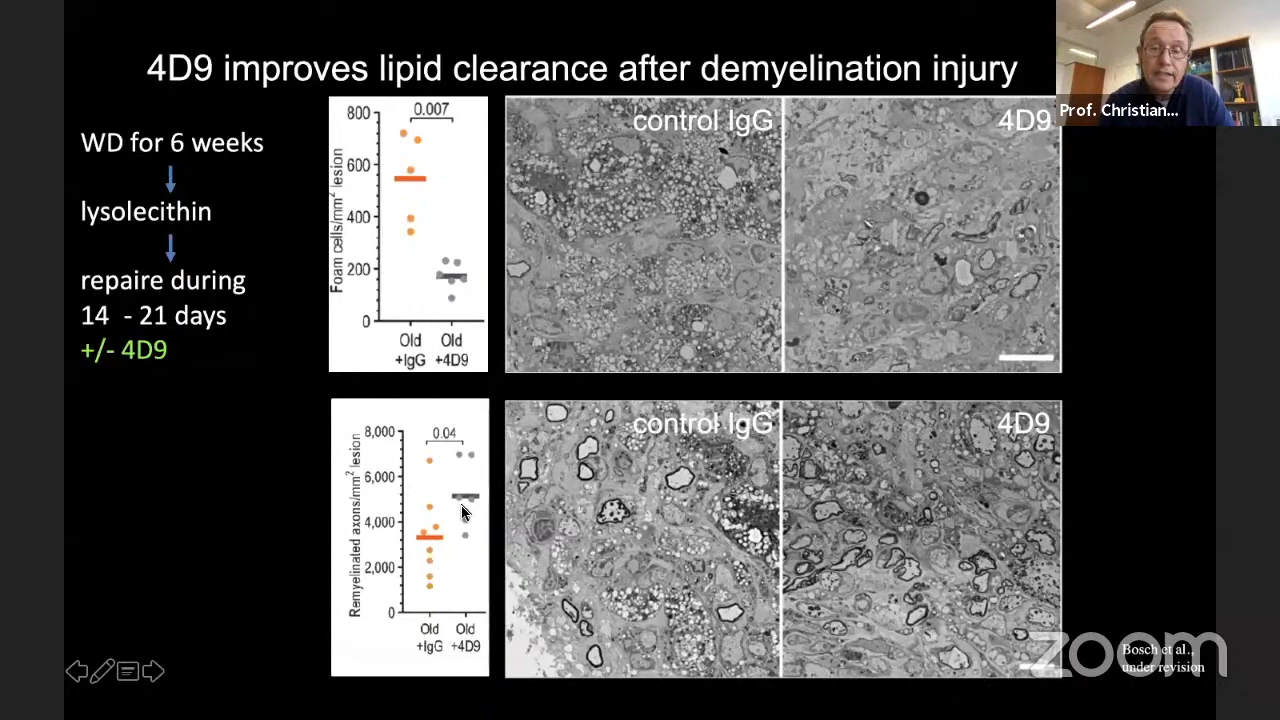 4D9 improves lipid clearance after demyelination injury
Prof. Christian...
WD for 6 weeks
lysolecithin
repaire during
14 - 21 days
+/- 4D9
Foam cells/mm² lesion
800
600
400
200
0
0.007
Old
+IgG
Old
+4D9
control IgG
4D9
Remyelinated axons/mm² lesion
8,000
6,000
4,000
2,000
0
0.04
Old
+IgG
Old
+4D9
control IgG
4D9
zoom
Bosch et al.,
under revision